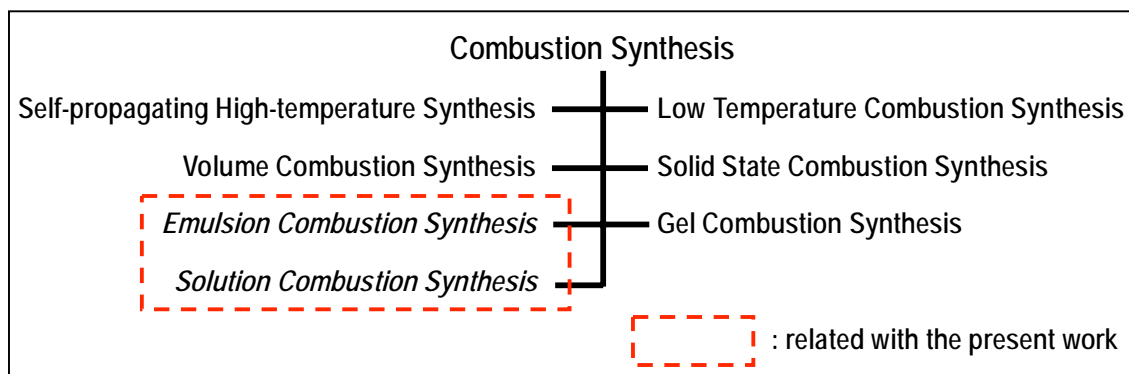 Combustion Synthesis
Self-propagating High-temperature Synthesis
Low Temperature Combustion Synthesis
Volume Combustion Synthesis
Solid State Combustion Synthesis
Emulsion Combustion Synthesis
Gel Combustion Synthesis
Solution Combustion Synthesis
: related with the present work